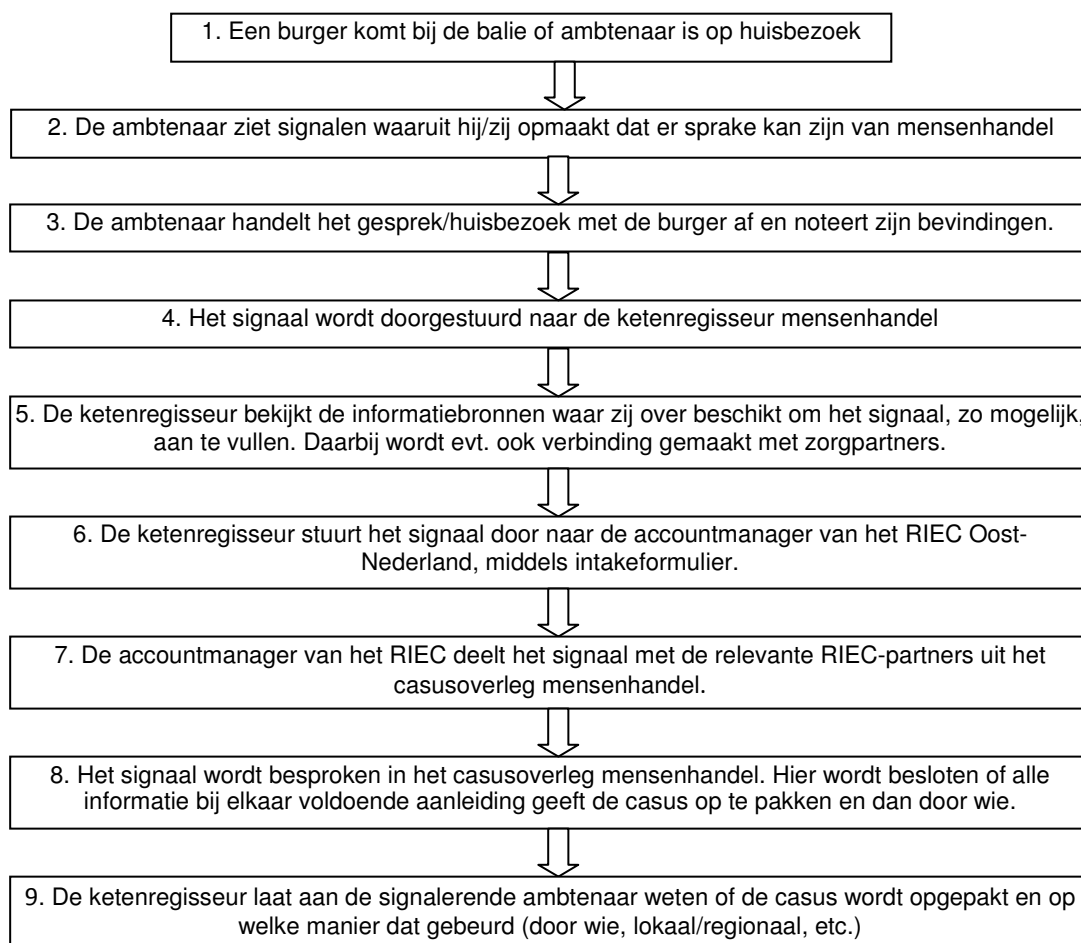 1. Een burger komt bij de balie of ambtenaar is op huisbezoek
2. De ambtenaar ziet signalen waaruit hij/zij opmaakt dat er sprake kan zijn van mensenhandel
3. De ambtenaar handelt het gesprek/huisbezoek met de burger af en noteert zijn bevindingen.
4. Het signaal wordt doorgestuurd naar de ketenregisseur mensenhandel
5. De ketenregisseur bekijkt de informatiebronnen waar zij over beschikt om het signaal, zo mogelijk,
aan te vullen. Daarbij wordt evt. ook verbinding gemaakt met zorgpartners.
6. De ketenregisseur stuurt het signaal door naar de accountmanager van het RIEC Oost-
Nederland, middels intakeformulier.
7. De accountmanager van het RIEC deelt het signaal met de relevante RIEC-partners uit het
casusoverleg mensenhandel.
8. Het signaal wordt besproken in het casusoverleg mensenhandel. Hier wordt besloten of alle
informatie bij elkaar voldoende aanleiding geeft de casus op te pakken en dan door wie.
9. De ketenregisseur laat aan de signalerende ambtenaar weten of de casus wordt opgepakt en op
welke manier dat gebeurd (door wie, lokaal/regionaal, etc.)